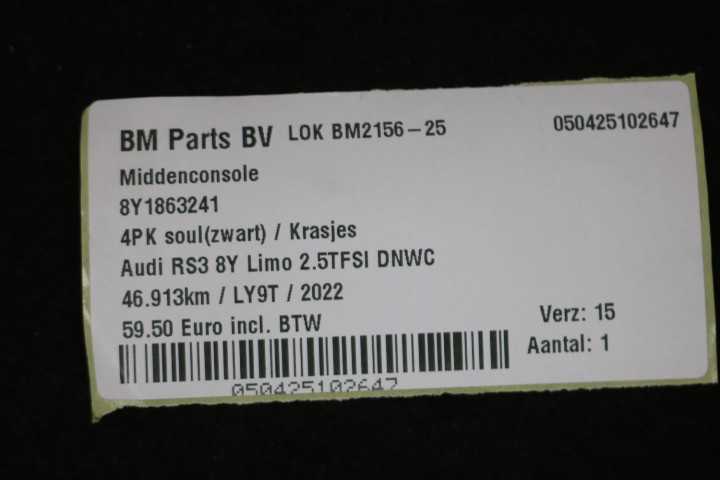 BM Parts BV LOK BM2156-25 050425102647
Middenconsole
8Y1863241
4PK soul(zwart) / Krasjes
Audi RS3 8Y Limo 2.5TFSI DNWC
46.913km / LY9T / 2022
59.50 Euro incl. BTW
Verz: 15
Aantal: 1
050425102647